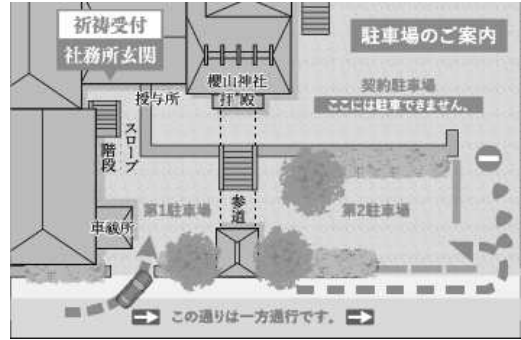 祈祷受付
社務所玄関
駐車場のご案内
櫻山神社
拝殿
契約駐車場
ここには駐車できません。
授与所
スロープ
階段
参道
第1駐車場
第2駐車場
車祓所
この通りは一方通行です。